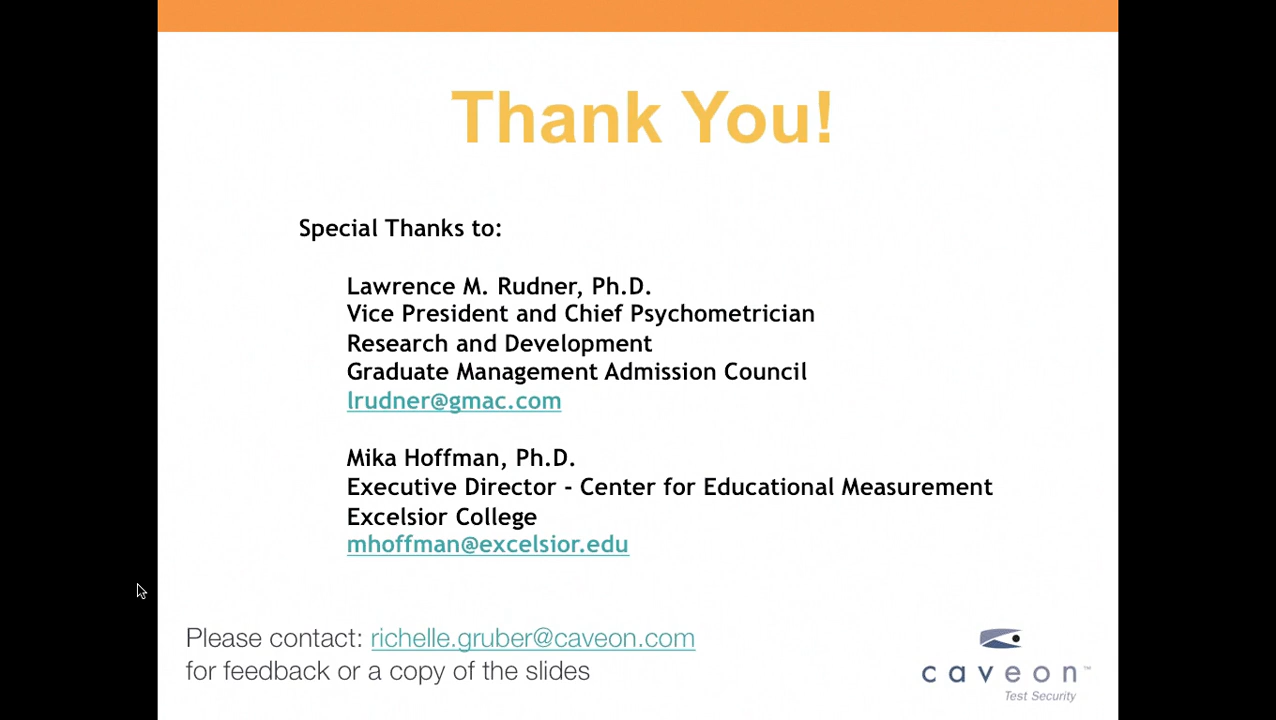 Thank You!
Special Thanks to:
Lawrence M. Rudner, Ph.D.
Vice President and Chief Psychometrician
Research and Development
Graduate Management Admission Council
lrudner@gmac.com
Mika Hoffman, Ph.D.
Executive Director - Center for Educational Measurement
Excelsior College
mhoffman@excelsior.edu
Please contact: richelle.gruber@caveon.com
for feedback or a copy of the slides
caveon™
Test Security